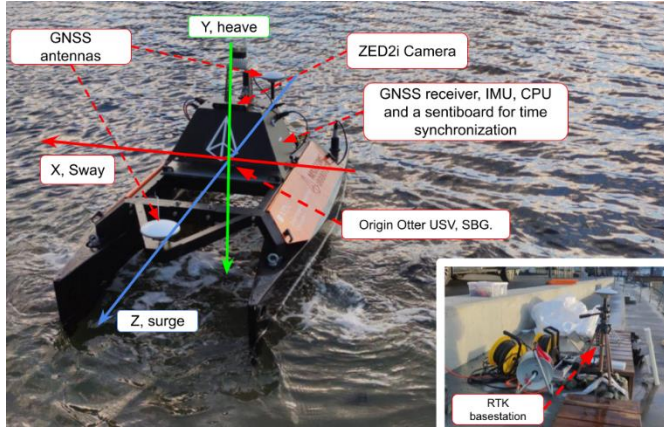 Y, heave
GNSS
antennas
ZED2i Camera
GNSS receiver, IMU, CPU
and a sentiboard for time
synchronization
X, Sway
Origin Otter USV, SBG.
Z, surge
RTK
basestation